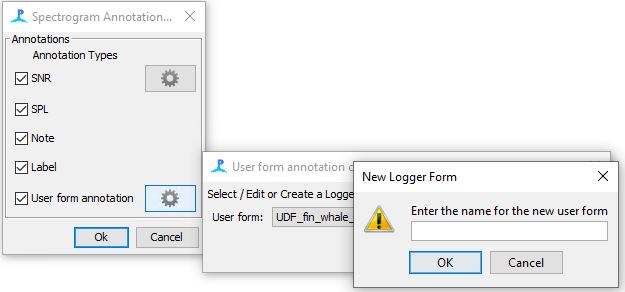 Spectrogram Annotation...
Annotations
Annotation Types
SNR
SPL
Note
Label
User form annotation
Ok Cancel
User form annotation
Select / Edit or Create a Logge
User form: UDF_fin_whale_
New Logger Form
Enter the name for the new user form
OK Cancel